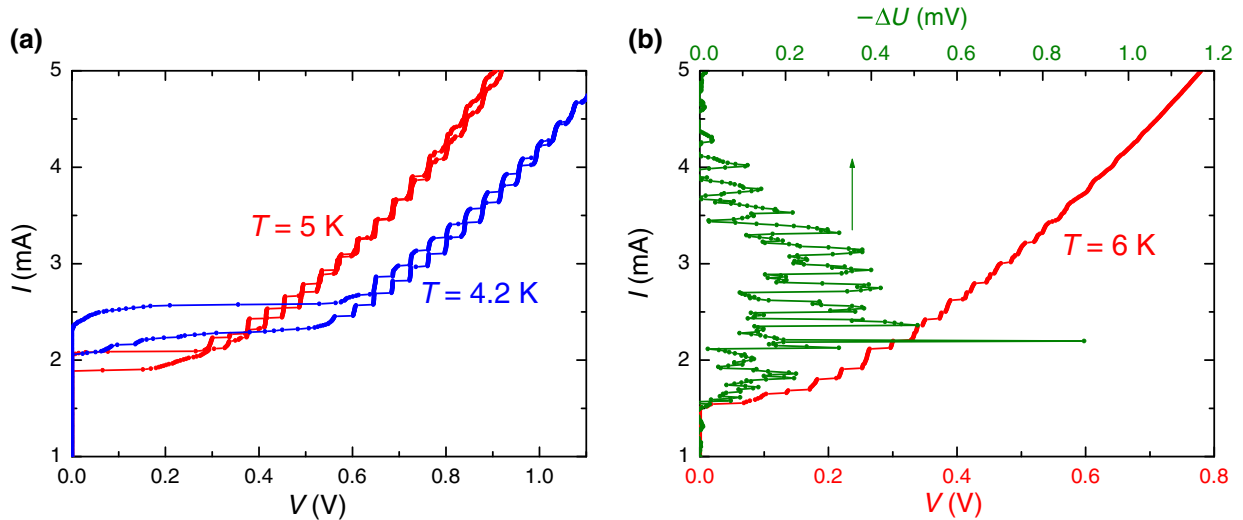 (a)
5
4
3
2
1
I (mA)
T = 5 K
T = 4.2 K
0.0 0.2 0.4 0.6 0.8 1.0
V (V)
(b)
−ΔU (mV)
0.0 0.2 0.4 0.6 0.8 1.0 1.2
5
4
3
2
1
I (mA)
T = 6 K
0.0 0.2 0.4 0.6 0.8
V (V)